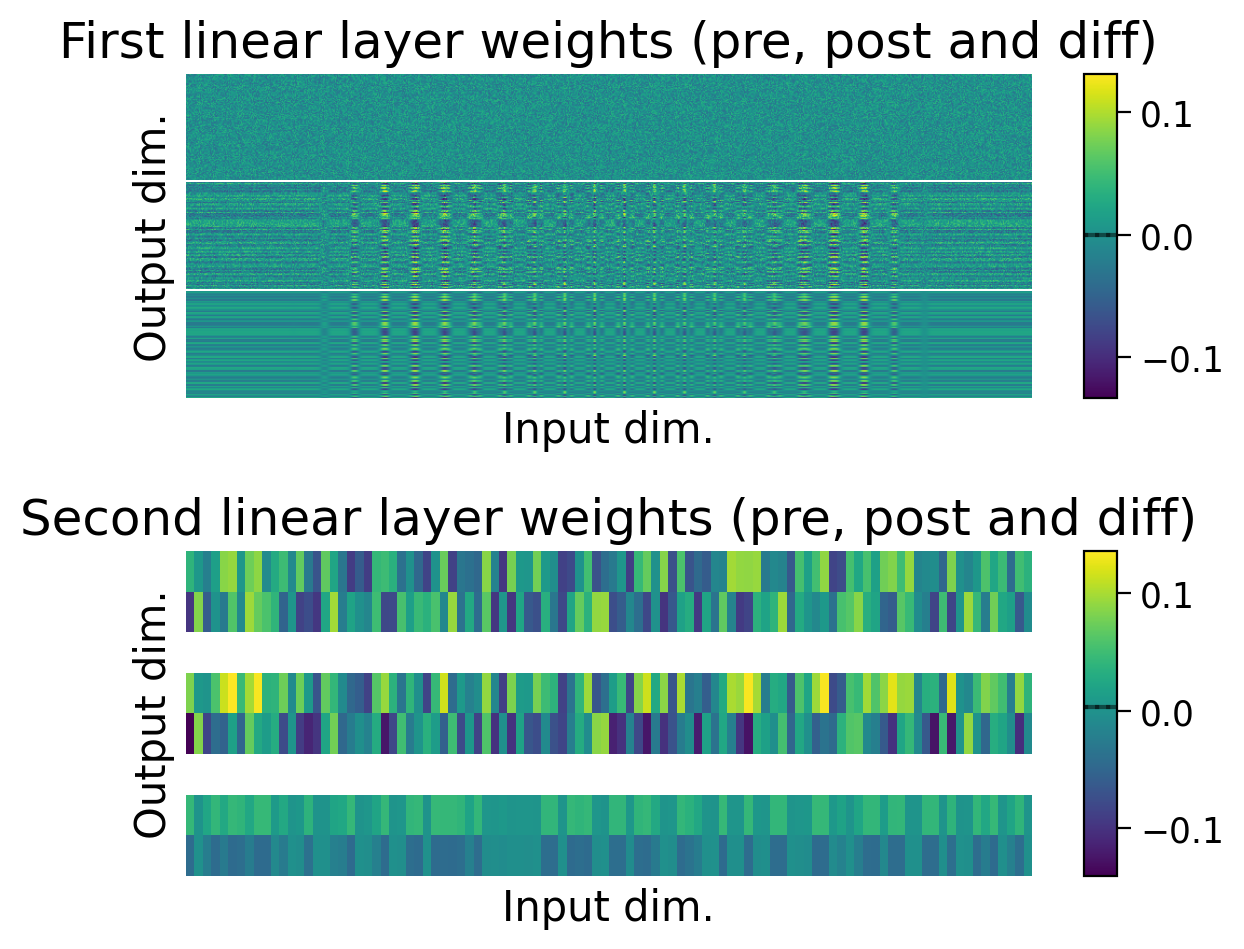 First linear layer weights (pre, post and diff)
Output dim.
0.1
0.0
−0.1
Input dim.
Second linear layer weights (pre, post and diff)
Output dim.
0.1
0.0
−0.1
Input dim.